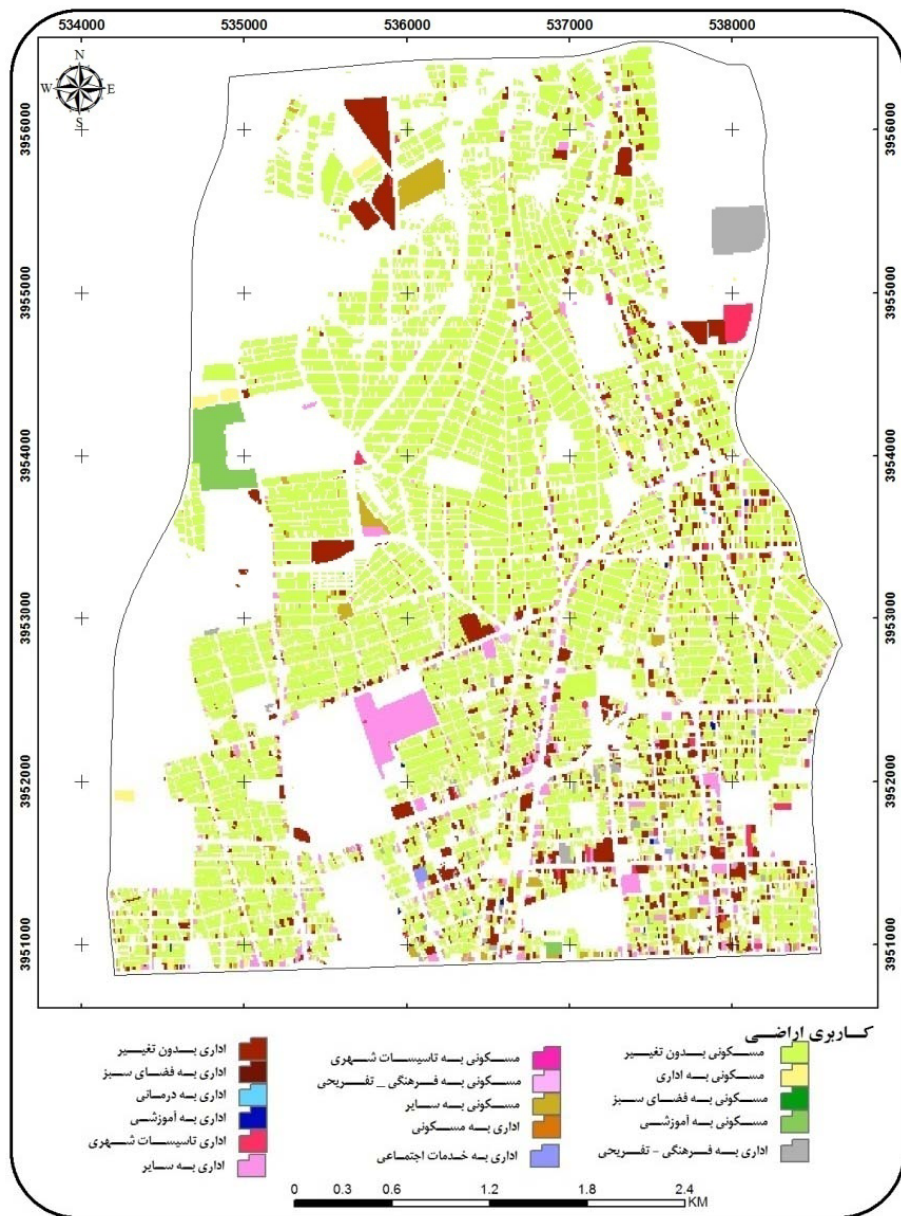 534000 535000 536000 537000 538000
N
W E
S
3956000 3956000
3955000 3955000
3954000 3954000
3953000 3953000
3952000 3952000
3951000 3951000
کاربری اراضی
مسکونی بدون تغییر
مسکونی به اداری
مسکونی به فضای سبز
مسکونی به آموزشی
اداری به فرهنگی - تفریحی
مسکونی به تاسیسات شهری
مسکونی به فرهنگی _ تفریحی
مسکونی به سایر
اداری به مسکونی
اداری به خدمات اجتماعی
اداری بدون تغییر
اداری به فضای سبز
اداری به درمانی
اداری به آموزشی
اداری تاسیسات شهری
اداری به سایر
0 0.3 0.6 1.2 1.8 2.4
KM